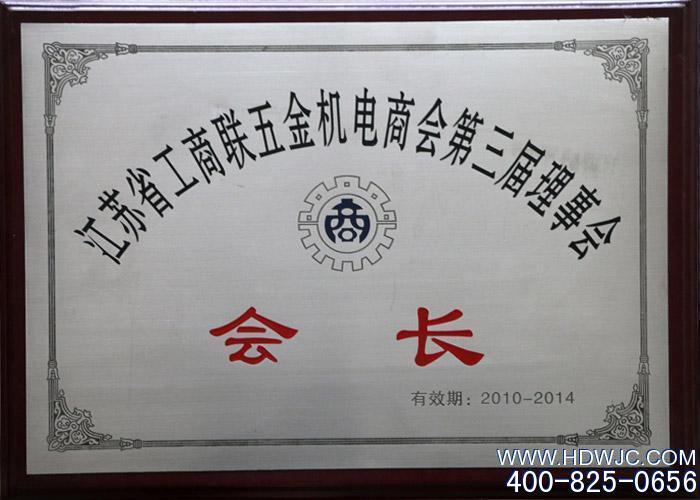 江苏省工商联五金机电商会第三届理事会
商
会 长
有效期：2010-2014
WWW.HDWJC.COM
400-825-0656